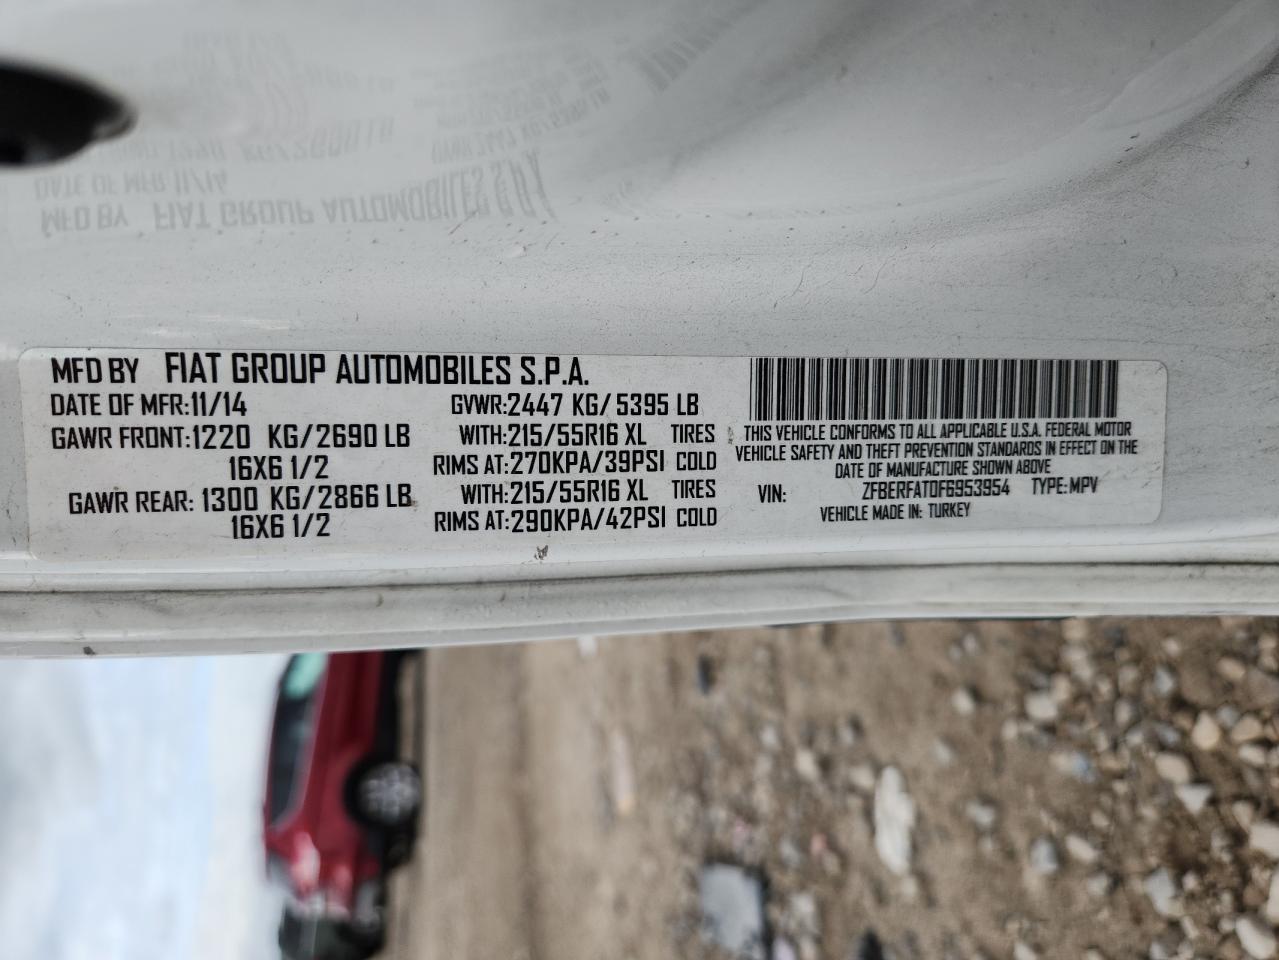 MFD BY FIAT GROUP AUTOMOBILES S.P.A.
DATE OF MFR:11/14 GVWR:2447 KG/5395 LB
GAWR FRONT:1220 KG/2690 LB WITH:215/55R16 XL TIRES
16X6 1/2 RIMS AT:270KPA/39PSI COLD
GAWR REAR: 1300 KG/2866 LB WITH:215/55R16 XL TIRES
16X6 1/2 RIMS AT:290KPA/42PSI COLD
THIS VEHICLE CONFORMS TO ALL APPLICABLE U.S.A. FEDERAL MOTOR
VEHICLE SAFETY AND THEFT PREVENTION STANDARDS IN EFFECT ON THE
DATE OF MANUFACTURE SHOWN ABOVE
VIN: ZFBERFAT0F6953954 TYPE:MPV
VEHICLE MADE IN: TURKEY